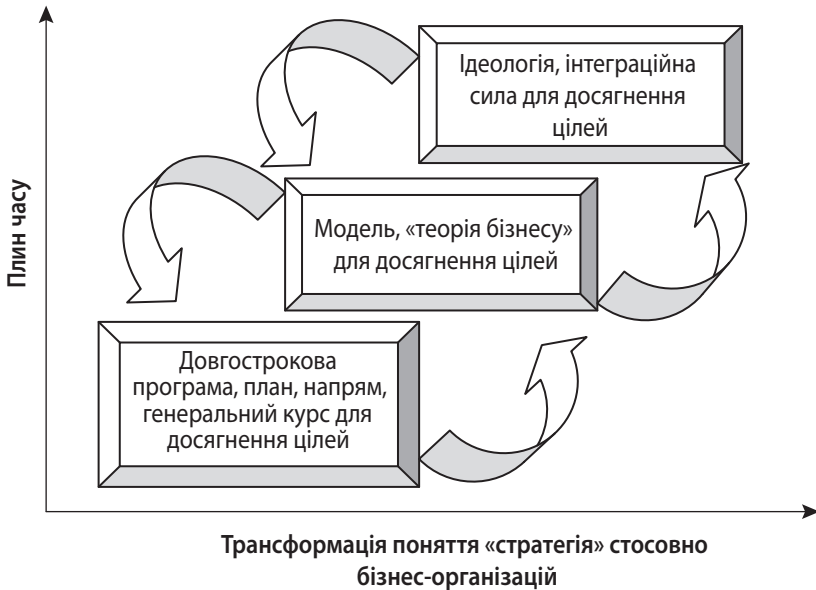 Плин часу
Ідеологія, інтеграційна
сила для досягнення
цілей
Модель, «теорія бізнесу»
для досягнення цілей
Довгострокова
програма, план, напрям,
генеральний курс для
досягнення цілей
Трансформація поняття «стратегія» стосовно
бізнес-організацій